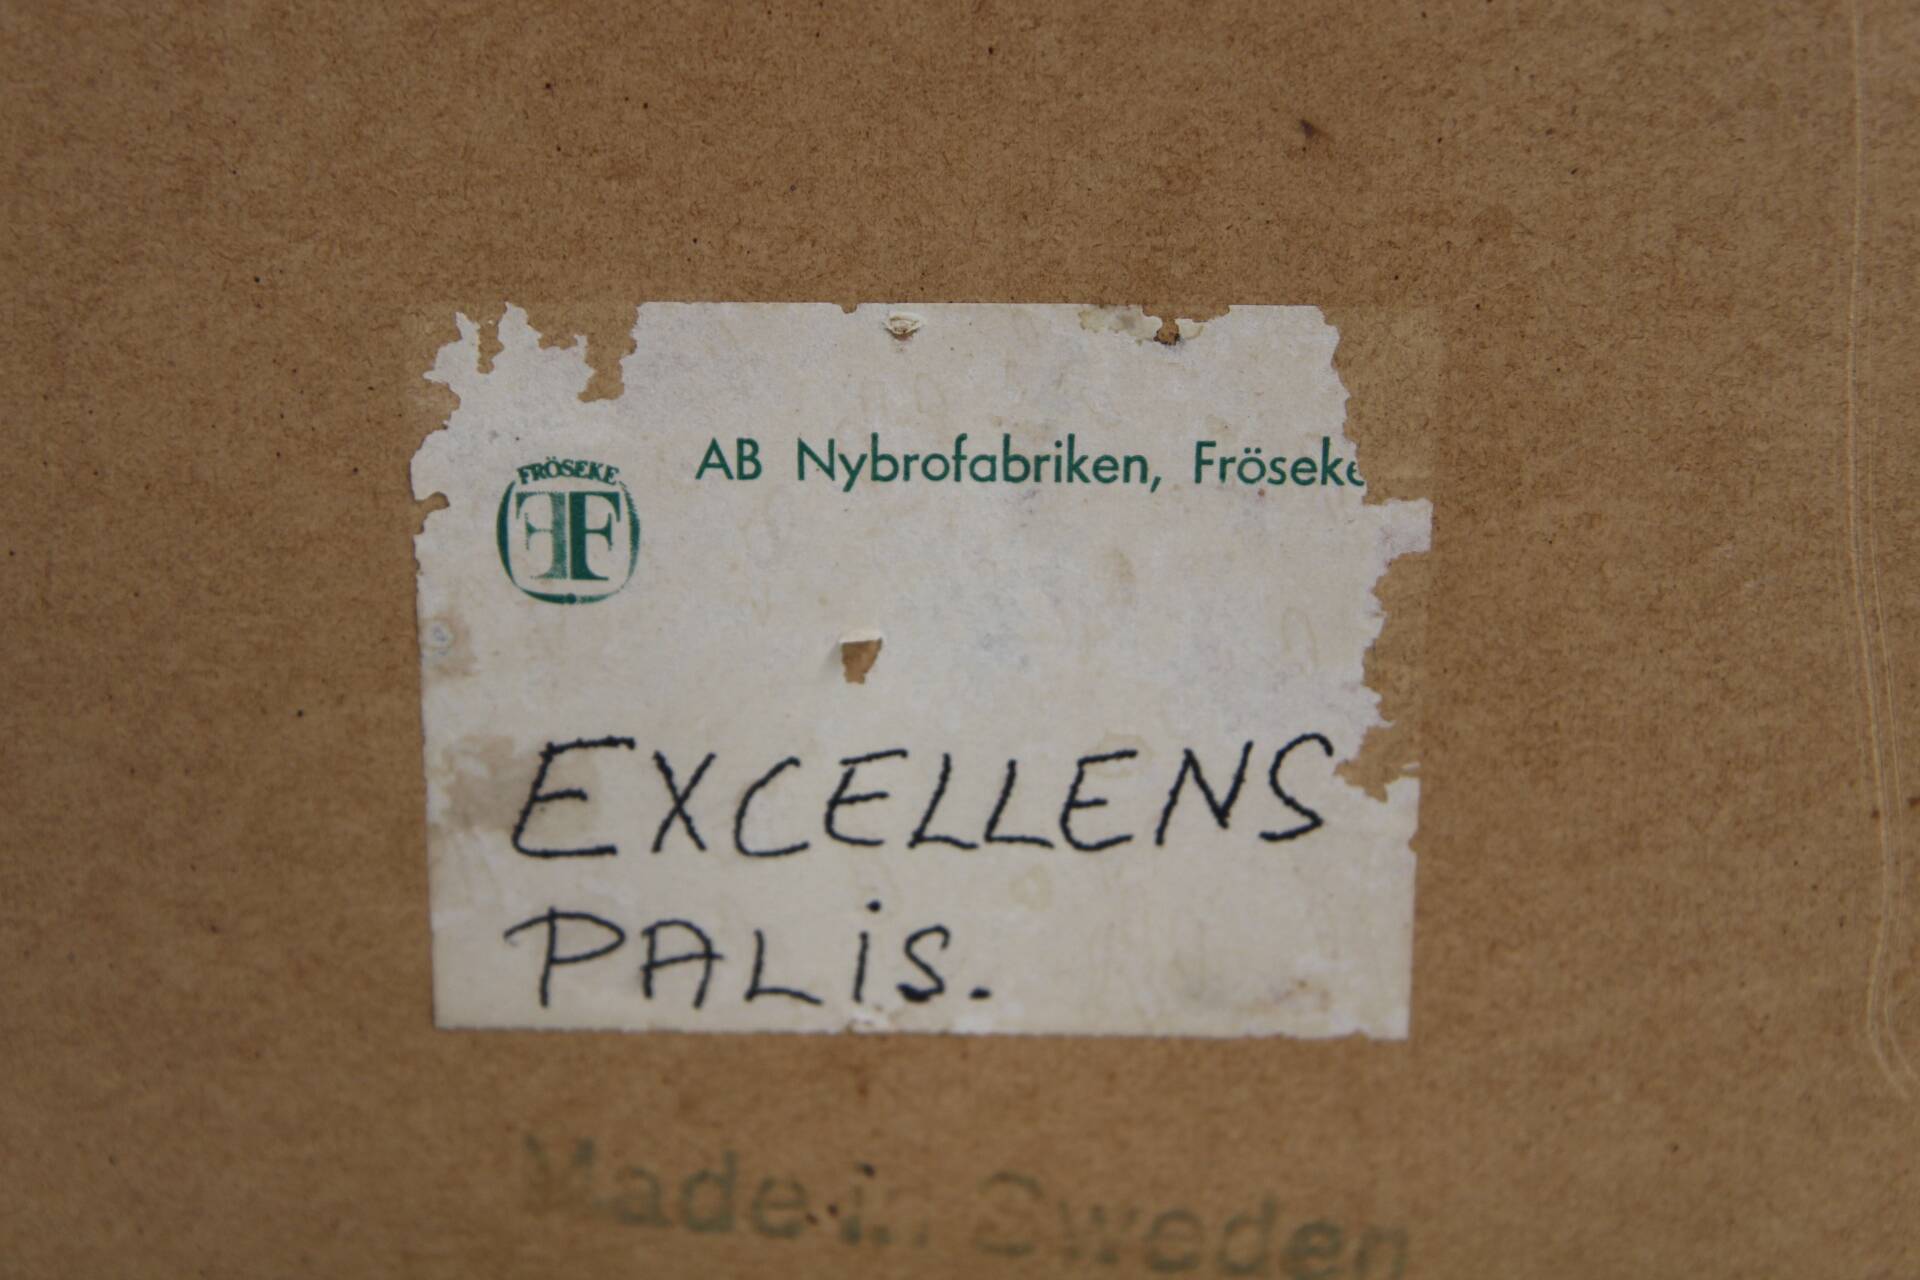 AB Nybrofabriken, Fröseke
FRÖSEKE
FF
EXCELLENS
PALiS.
Made in Sweden